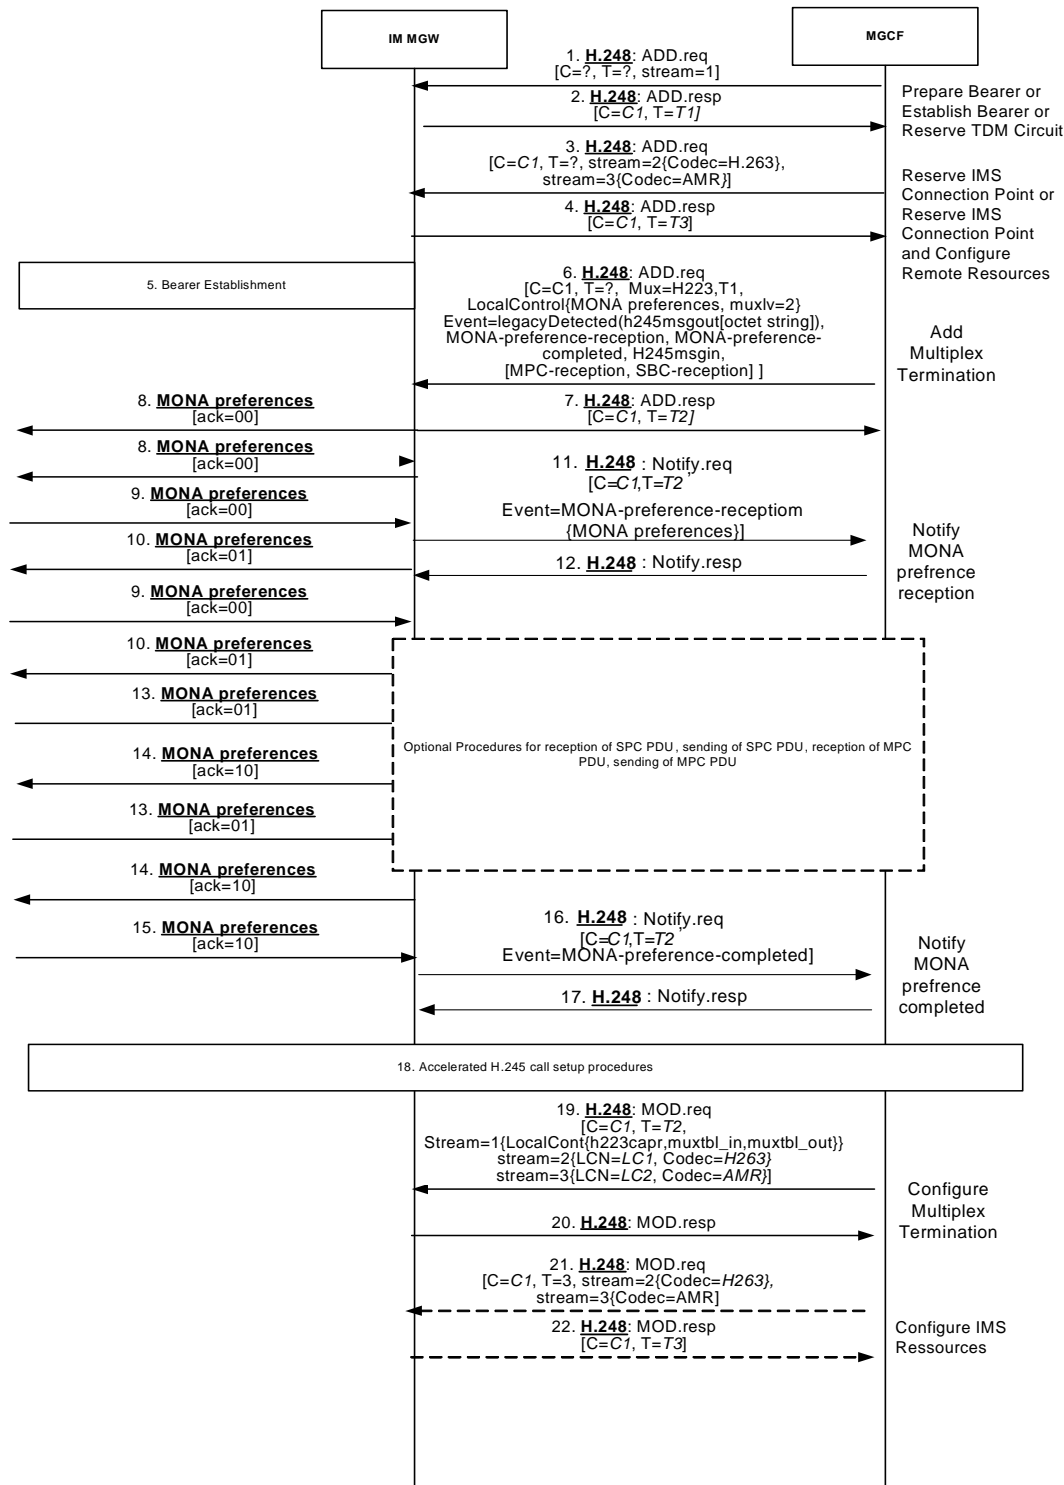 IM MGW
MGCF
1. H.248: ADD.req
[C=?, T=?, stream=1]
2. H.248: ADD.resp
[C=C1, T=T1]
Prepare Bearer or
Establish Bearer or
Reserve TDM Circuit
3. H.248: ADD.req
[C=C1, T=?, stream=2{Codec=H.263},
stream=3{Codec=AMR}]
4. H.248: ADD.resp
[C=C1, T=T3]
Reserve IMS
Connection Point or
Reserve IMS
Connection Point
and Configure
Remote Resources
5. Bearer Establishment
6. H.248: ADD.req
[C=C1, T=?, Mux=H223,T1,
LocalControl{MONA preferences, muxlv=2}
Event=legacyDetected(h245msgout[octet string]),
MONA-preference-reception, MONA-preference-
completed, H245msgin,
[MPC-reception, SBC-reception] ]
Add
Multiplex
Termination
8. MONA preferences
[ack=00]
7. H.248: ADD.resp
[C=C1, T=T2]
8. MONA preferences
[ack=00]
11. H.248 : Notify.req
[C=C1,T=T2,
Event=MONA-preference-receptiom
{MONA preferences}]
9. MONA preferences
[ack=00]
10. MONA preferences
[ack=01]
12. H.248 : Notify.resp
Notify
MONA
prefrence
reception
9. MONA preferences
[ack=00]
10. MONA preferences
[ack=01]
13. MONA preferences
[ack=01]
Optional Procedures for reception of SPC PDU, sending of SPC PDU, reception of MPC
PDU, sending of MPC PDU
14. MONA preferences
[ack=10]
13. MONA preferences
[ack=01]
14. MONA preferences
[ack=10]
15. MONA preferences
[ack=10]
16. H.248 : Notify.req
[C=C1,T=T2,
Event=MONA-preference-completed]
17. H.248 : Notify.resp
Notify
MONA
prefrence
completed
18. Accelerated H.245 call setup procedures
19. H.248: MOD.req
[C=C1, T=T2,
Stream=1{LocalCont{h223capr,muxtbl_in,muxtbl_out}}
stream=2{LCN=LC1, Codec=H263}
stream=3{LCN=LC2, Codec=AMR}]
Configure
Multiplex
Termination
20. H.248: MOD.resp
21. H.248: MOD.req
[C=C1, T=3, stream=2{Codec=H263},
stream=3{Codec=AMR]
22. H.248: MOD.resp
[C=C1, T=T3]
Configure IMS
Ressources